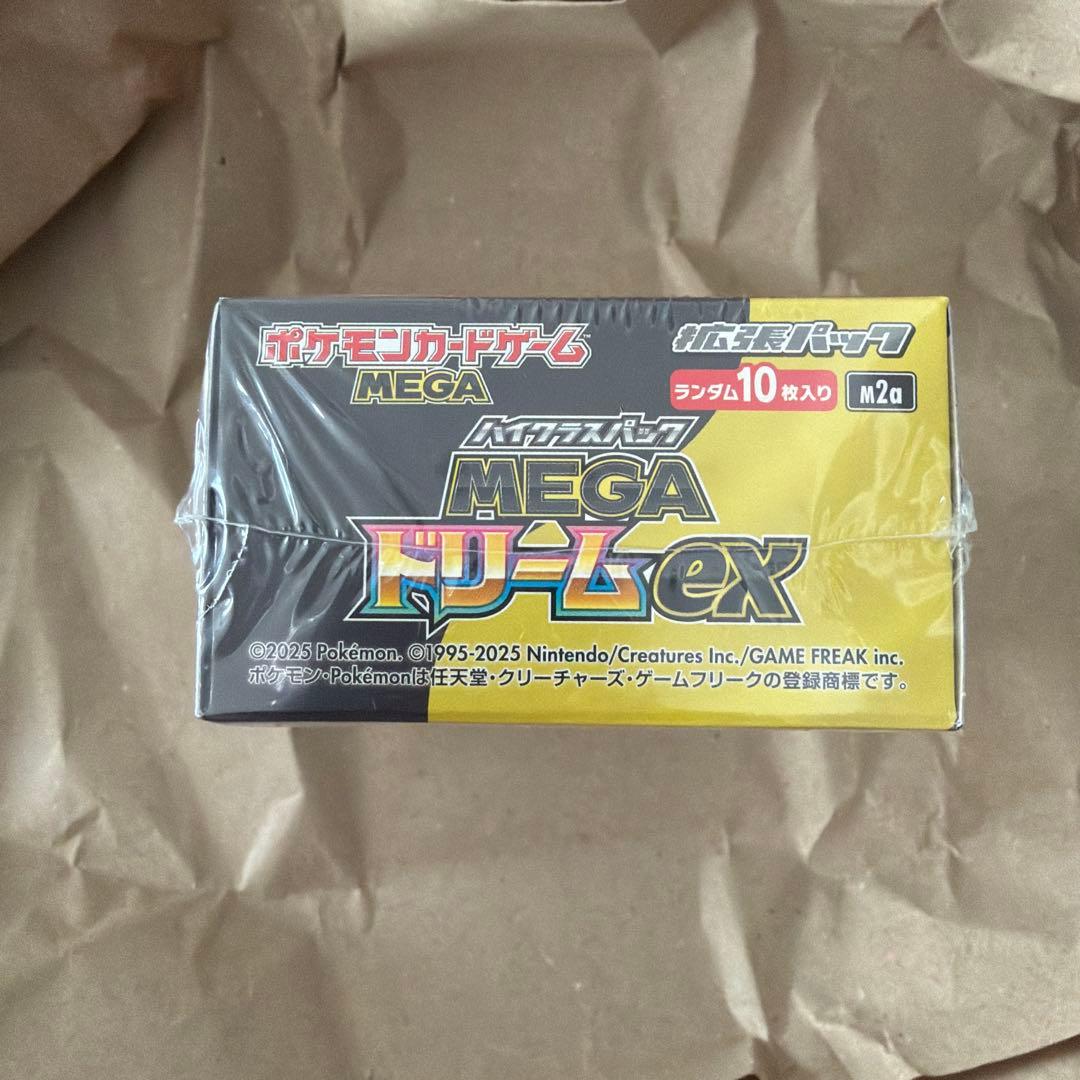 ポケモンカードゲーム
MEGA
拡張パック
ランダム10枚入り M2a
ハイクラスパック
MEGA
ドリームex
©2025 Pokémon. ©1995-2025 Nintendo/Creatures Inc./GAME FREAK inc.
ポケモン・Pokémonは任天堂・クリーチャーズ・ゲームフリークの登録商標です。